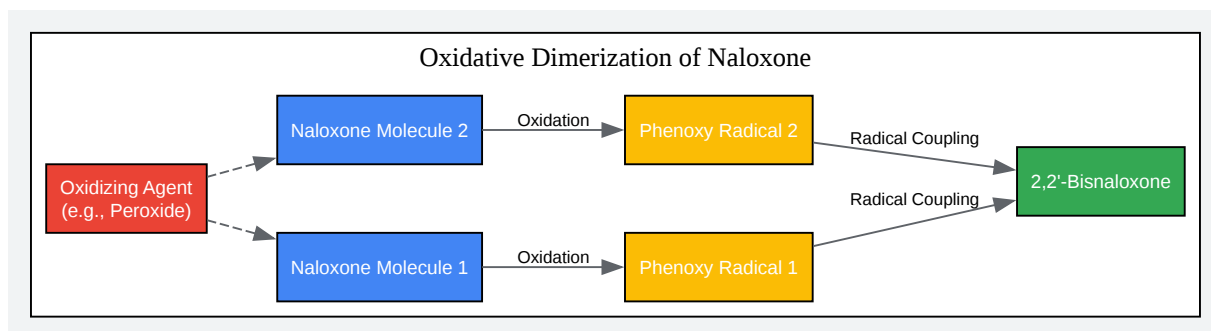 Oxidative Dimerization of Naloxone
Naloxone Molecule 2
Oxidation
Phenoxy Radical 2
Radical Coupling
Oxidizing Agent
(e.g., Peroxide)
2,2'-Bisnaloxone
Radical Coupling
Naloxone Molecule 1
Oxidation
Phenoxy Radical 1